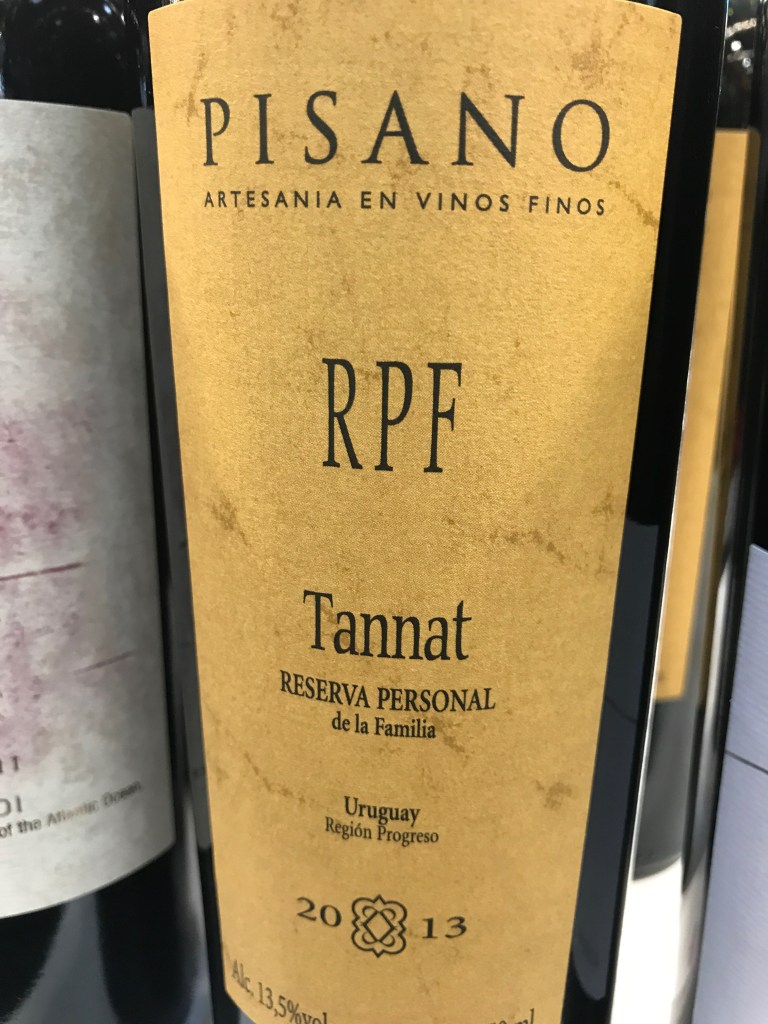 PISANO
ARTESANIA EN VINOS FINOS
RPF
Tannat
RESERVA PERSONAL
de la Familia
Uruguay
Región Progreso
20 13
Alc. 13,5%vol
ml
of the Atlantic Ocean